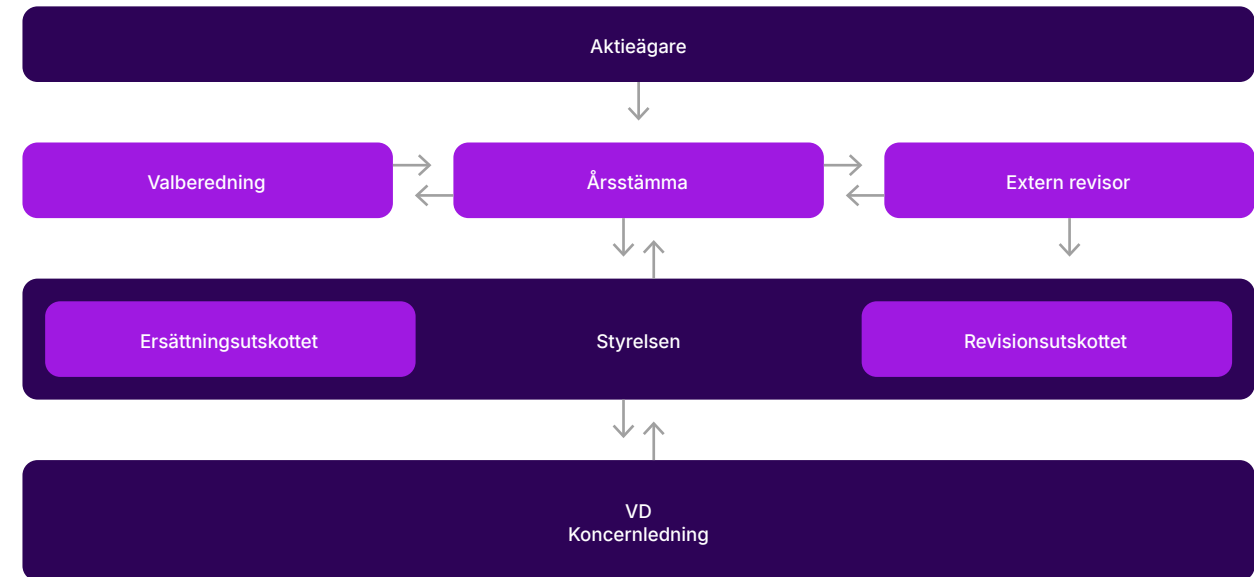 Aktieägare
Valberedning
Årsstämma
Extern revisor
Ersättningsutskottet
Styrelsen
Revisionsutskottet
VD
Koncernledning